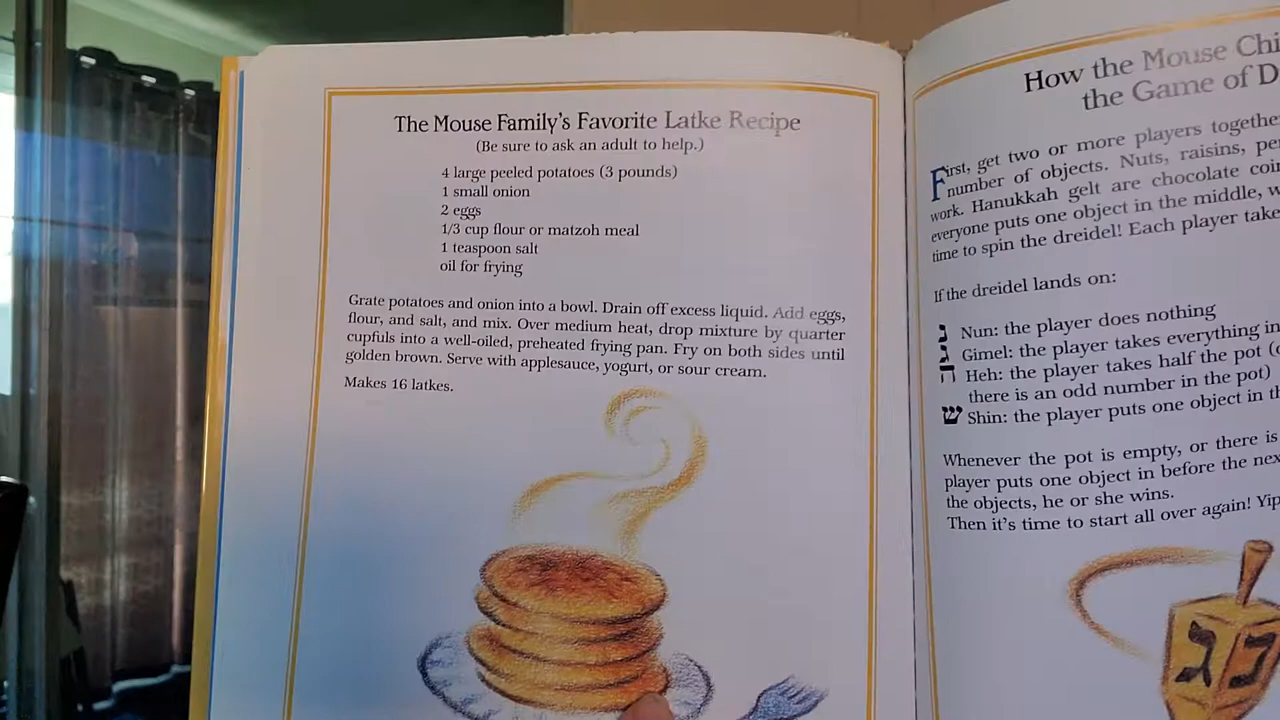 The Mouse Family's Favorite Latke Recipe
(Be sure to ask an adult to help.)
4 large peeled potatoes (3 pounds)
1 small onion
2 eggs
1/3 cup flour or matzoh meal
1 teaspoon salt
oil for frying
Grate potatoes and onion into a bowl. Drain off excess liquid. Add eggs,
flour, and salt, and mix. Over medium heat, drop mixture by quarter
cupfuls into a well-oiled, preheated frying pan. Fry on both sides until
golden brown. Serve with applesauce, yogurt, or sour cream.
Makes 16 latkes.
How the Mouse
the Game of
First, get two or more players
number of objects. Nuts, raisins,
work. Hanukkah gelt are chocolate
everyone puts one object in the middle,
time to spin the dreidel! Each player
If the dreidel lands on:
נ Nun: the player does nothing
ג Gimel: the player takes everything in
ה Heh: the player takes half the pot
there is an odd number in the pot)
ש Shin: the player puts one object in
Whenever the pot is empty, or there is
player puts one object in before the
the objects, he or she wins.
Then it's time to start all over again!
ג נ